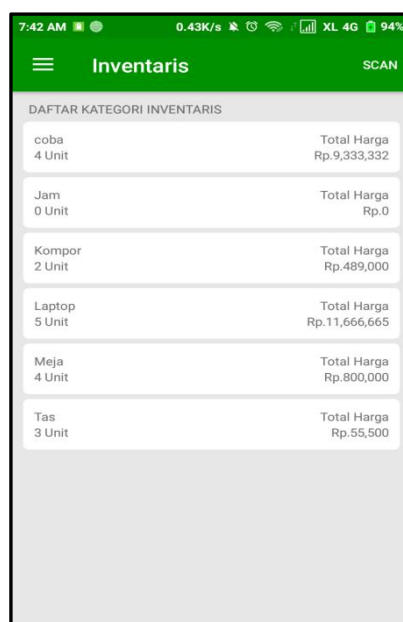 7:42 AM 0.43K/s XL 4G 94%
Inventaris SCAN
DAFTAR KATEGORI INVENTARIS
coba Total Harga
4 Unit Rp.9,333,332
Jam Total Harga
0 Unit Rp.0
Kompor Total Harga
2 Unit Rp.489,000
Laptop Total Harga
5 Unit Rp.11,666,665
Meja Total Harga
4 Unit Rp.800,000
Tas Total Harga
3 Unit Rp.55,500